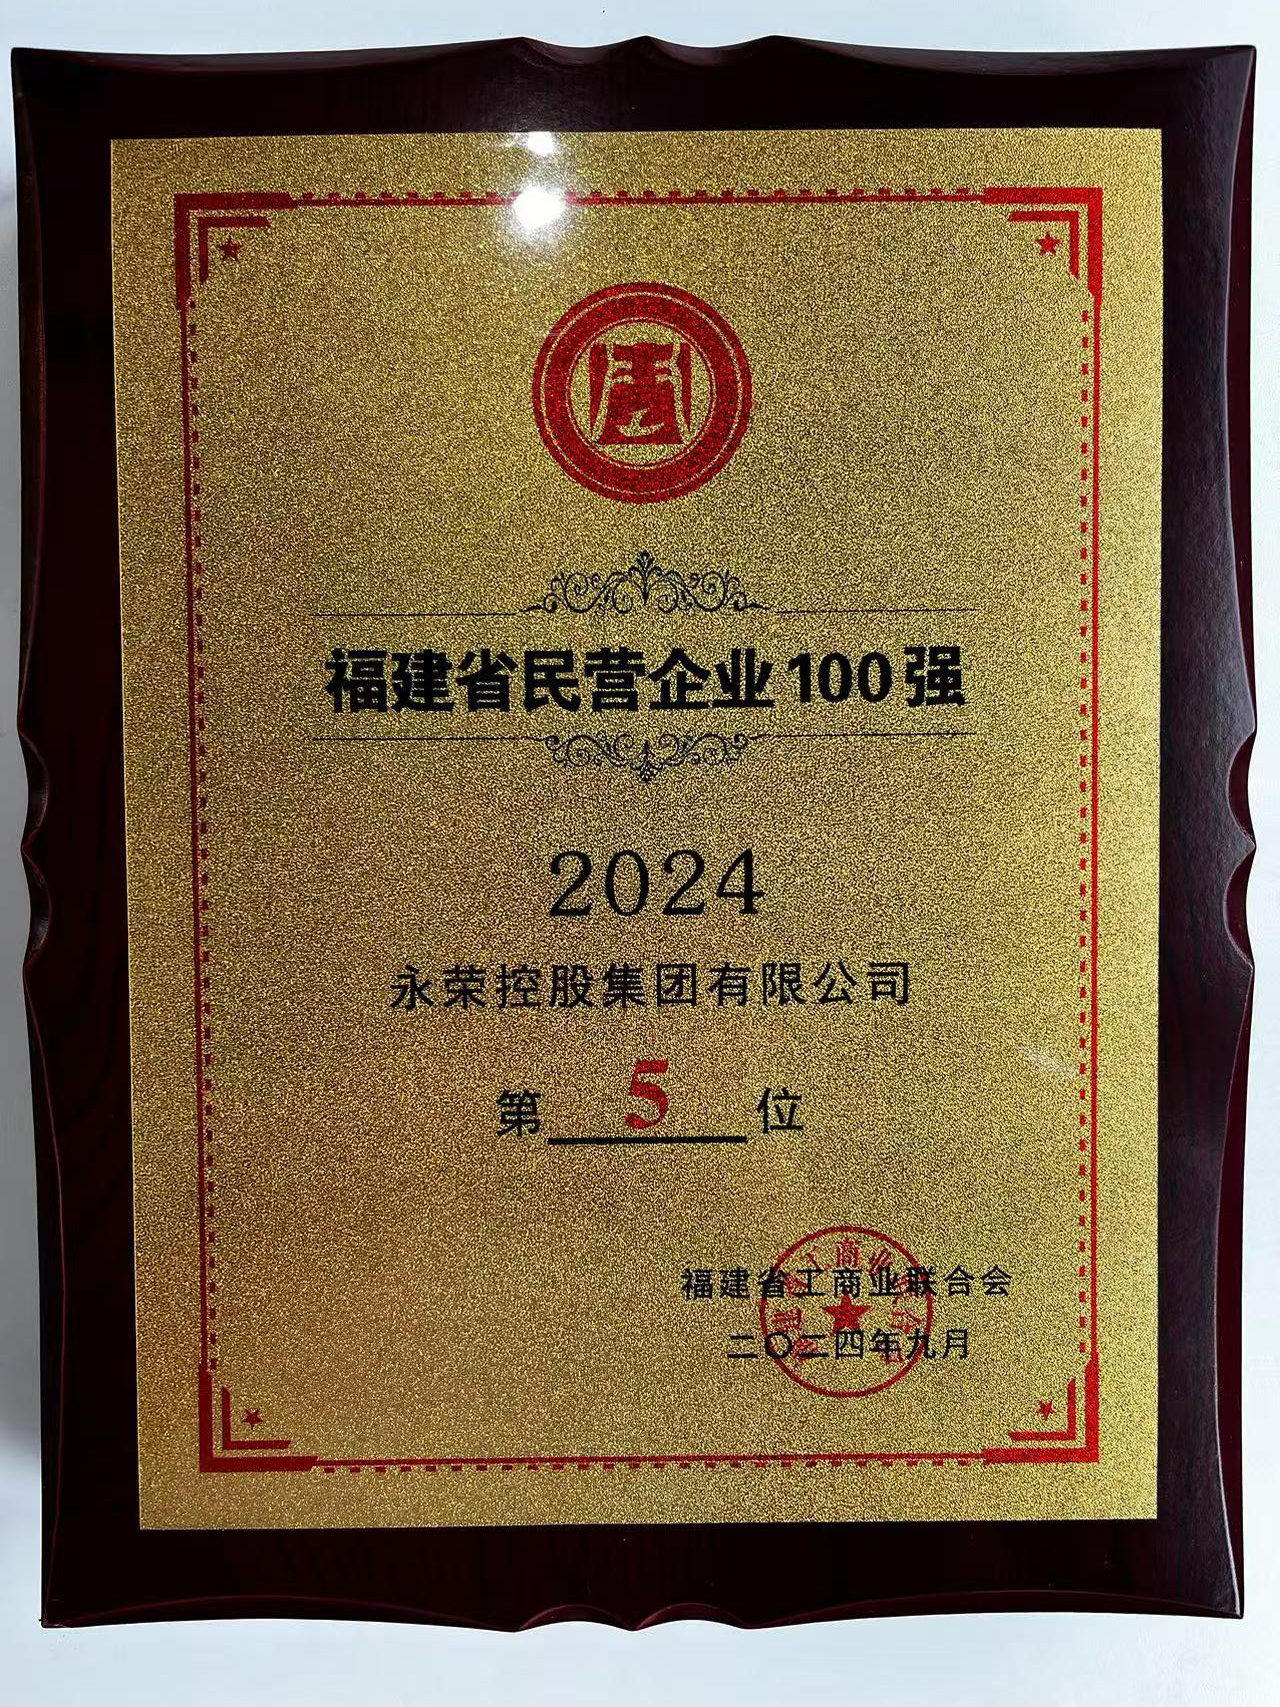 福建省民营企业100强
2024
永荣控股集团有限公司
第5位
福建省工商业联合会
二〇二四年九月